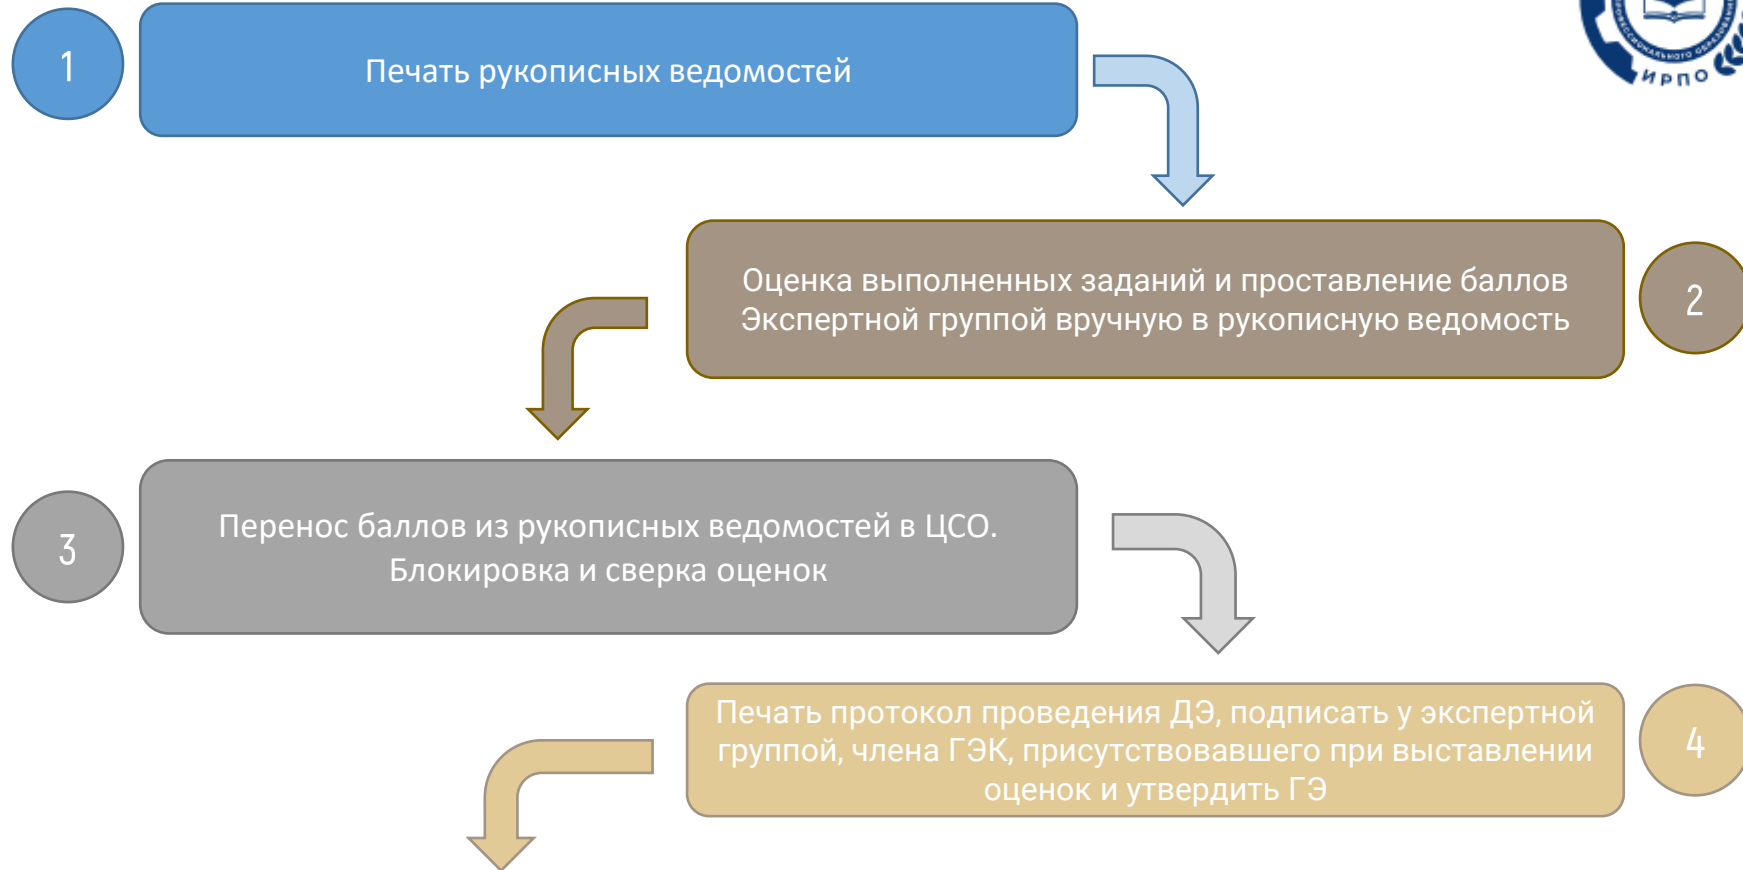 1
Печать рукописных ведомостей
ПРОФЕССИОНАЛЬНОГО ОБРАЗОВАНИЯ
ИРПО
Оценка выполненных заданий и проставление баллов
Экспертной группой вручную в рукописную ведомость
2
3
Перенос баллов из рукописных ведомостей в ЦСО.
Блокировка и сверка оценок
Печать протокол проведения ДЭ, подписать у экспертной
группой, члена ГЭК, присутствовавшего при выставлении
оценок и утвердить ГЭ
4